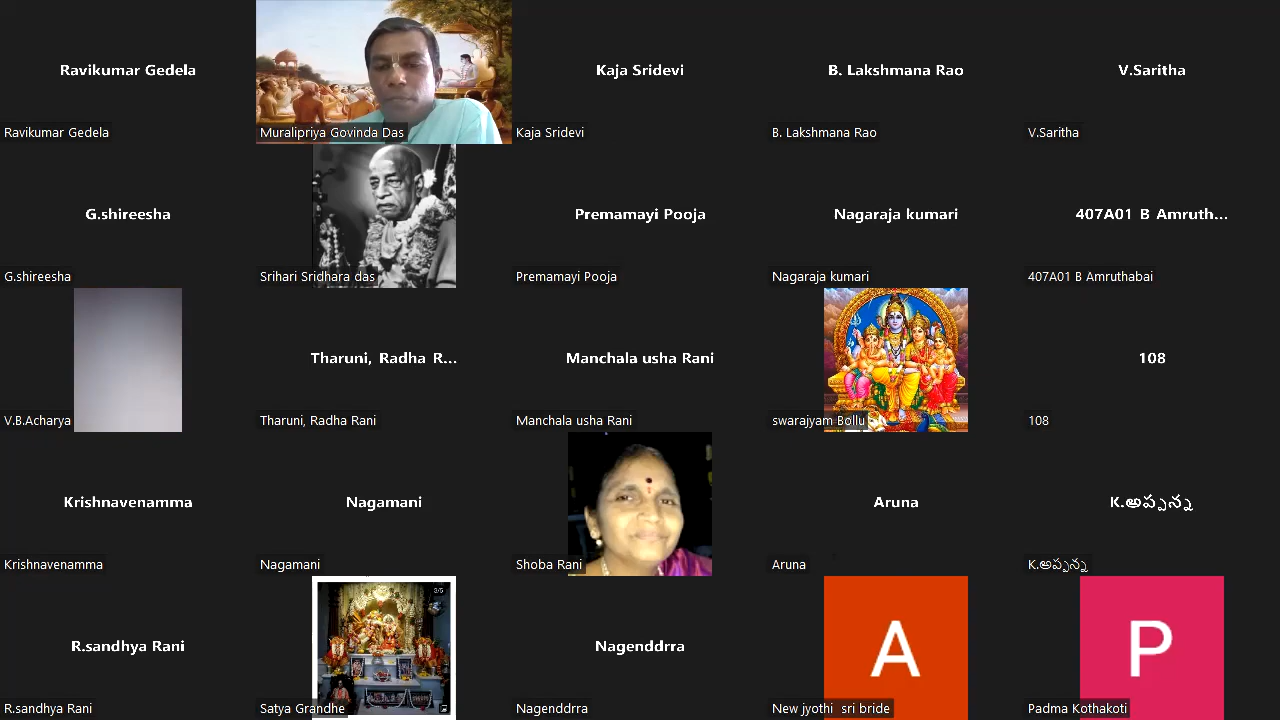 Ravikumar Gedela
Kaja Sridevi
B. Lakshmana Rao
V.Saritha
Ravikumar Gedela
Muralipriya Govinda Das
Kaja Sridevi
B. Lakshmana Rao
V.Saritha
G.shireesha
Premamayi Pooja
Nagaraja kumari
407A01 B Amruth...
G.shireesha
Srihari Sridhara das
Premamayi Pooja
Nagaraja kumari
407A01 B Amruthabai
Tharuni, Radha R...
Manchala usha Rani
108
V.B.Acharya
Tharuni, Radha Rani
Manchala usha Rani
swarajyam Bollu
108
Krishnavenamma
Nagamani
Aruna
K.అప్పన్న
Krishnavenamma
Nagamani
Shoba Rani
Aruna
K.అప్పన్న
3/5
R.sandhya Rani
Nagenddrra
A
P
R.sandhya Rani
Satya Grandhe
Nagenddrra
New jyothi sri bride
Padma Kothakoti